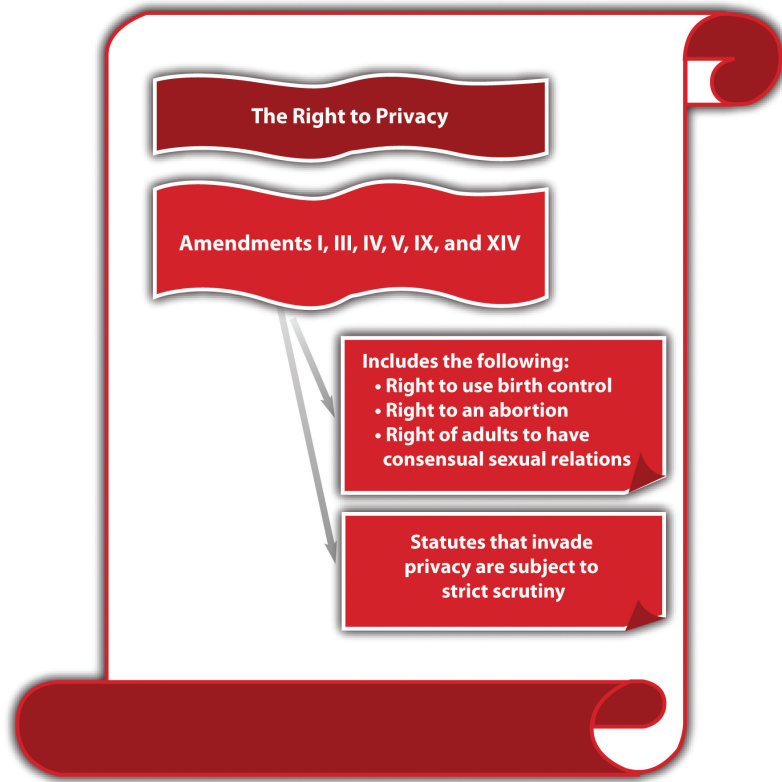 The Right to Privacy
Amendments I, III, IV, V, IX, and XIV
Includes the following:
• Right to use birth control
• Right to an abortion
• Right of adults to have
consensual sexual relations
Statutes that invade
privacy are subject to
strict scrutiny